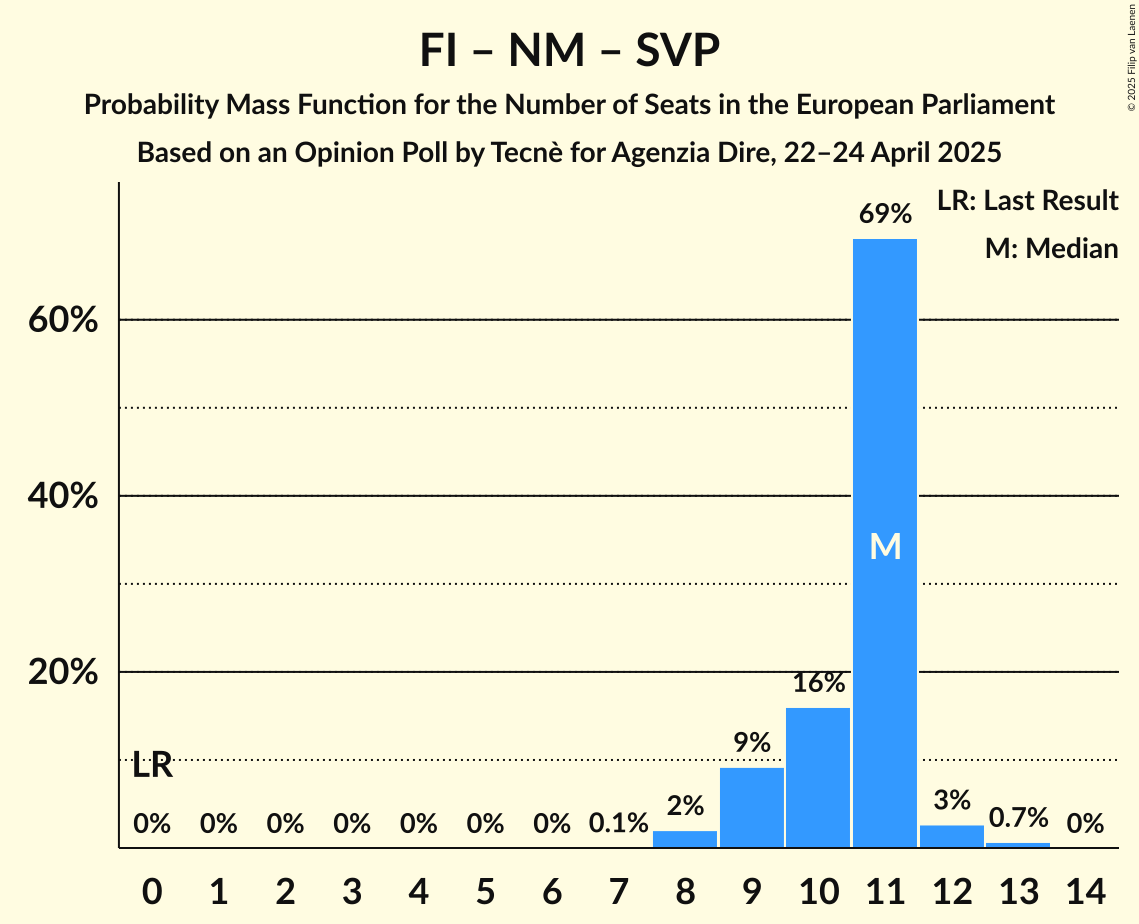 FI – NM – SVP
Probability Mass Function for the Number of Seats in the European Parliament
Based on an Opinion Poll by Tecnè for Agenzia Dire, 22–24 April 2025
© 2025 Filip van Laenen
LR: Last Result
M: Median
69%
60%
40%
M
20%
16%
9%
LR
2%
3%
0% 0% 0% 0% 0% 0% 0% 0.1% 0.7% 0%
0 1 2 3 4 5 6 7 8 9 10 11 12 13 14